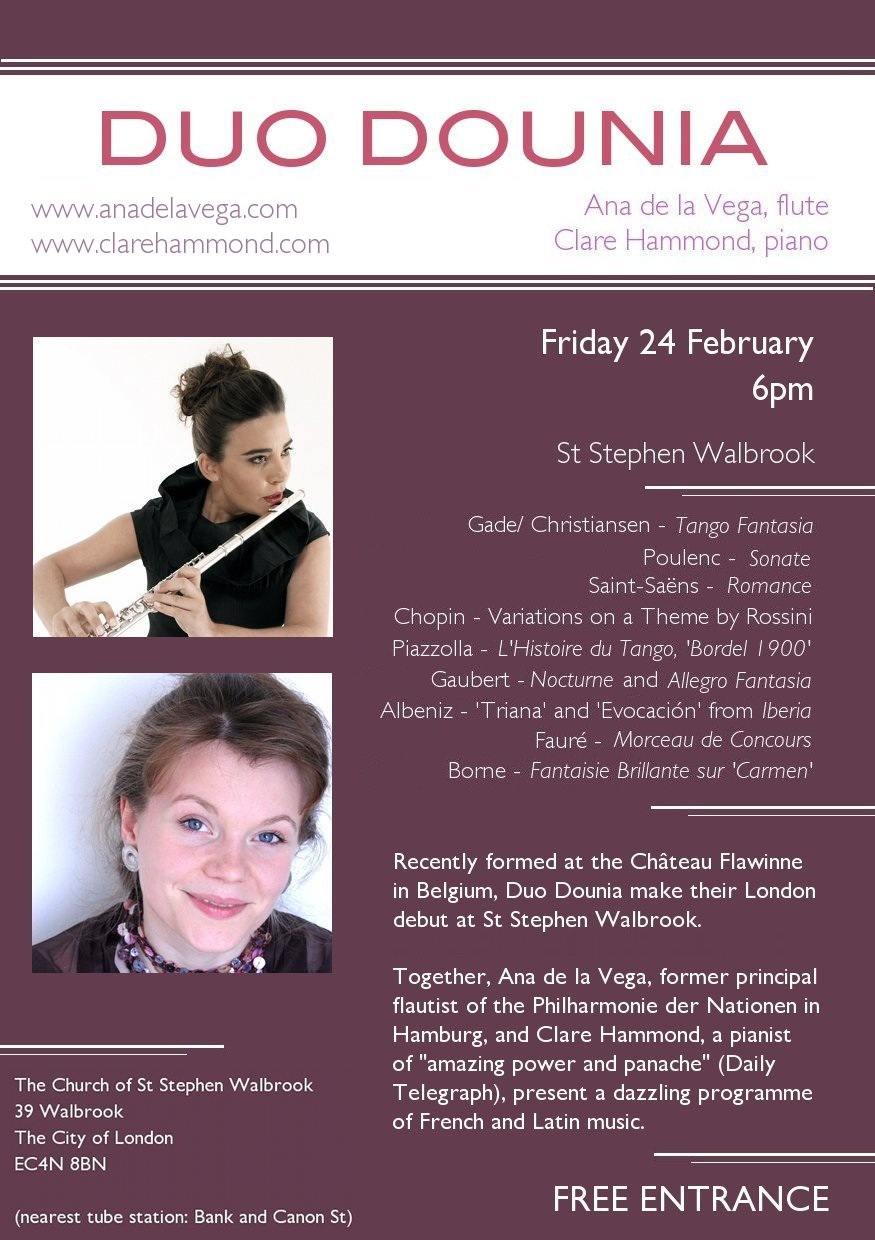 DUO DOUNIA
www.anadelavega.com
www.clarehammond.com
Ana de la Vega, flute
Clare Hammond, piano
Friday 24 February
6pm
St Stephen Walbrook
Gade/ Christiansen - Tango Fantasia
Poulenc - Sonate
Saint-Saëns - Romance
Chopin - Variations on a Theme by Rossini
Piazzolla - L'Histoire du Tango, 'Bordel 1900'
Gaubert - Nocturne and Allegro Fantasia
Albeniz - 'Triana' and 'Evocación' from Iberia
Fauré - Morceau de Concours
Borne - Fantaisie Brillante sur 'Carmen'
Recently formed at the Château Flawinne
in Belgium, Duo Dounia make their London
debut at St Stephen Walbrook.
Together, Ana de la Vega, former principal
flautist of the Philharmonie der Nationen in
Hamburg, and Clare Hammond, a pianist
of "amazing power and panache" (Daily
Telegraph), present a dazzling programme
of French and Latin music.
The Church of St Stephen Walbrook
39 Walbrook
The City of London
EC4N 8BN
(nearest tube station: Bank and Canon St)
FREE ENTRANCE